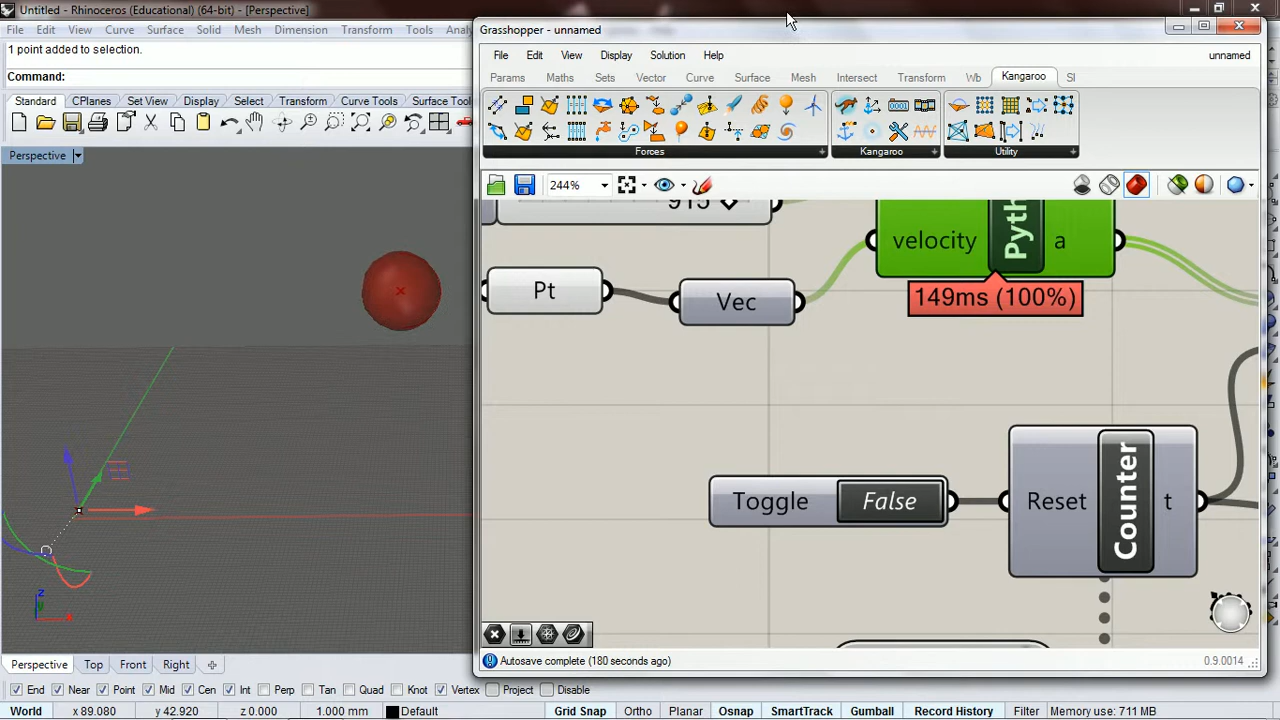 Untitled - Rhinoceros (Educational) (64-bit) - [Perspective]
File Edit View Curve Surface Solid Mesh Dimension Transform Tools
1 point added to selection.
Command:
Standard CPlanes Set View Display Select Transform Curve Tools Surface Tools
Perspective
Grasshopper - unnamed
File Edit View Display Solution Help unnamed
Params Maths Sets Vector Curve Surface Mesh Intersect Transform Wb Kangaroo SI
Forces Kangaroo Utility
244%
915
velocity a
149ms (100%)
Pt
Vec
Toggle False
Reset Counter t
Autosave complete (180 seconds ago) 0.9.0014
z
x
Perspective Top Front Right
End Near Point Mid Cen Int Perp Tan Quad Knot Vertex Project Disable
World x 89.080 y 42.920 z 0.000 1.000 mm Default Grid Snap Ortho Planar Osnap SmartTrack Gumball Record History Filter Memory use: 711 MB